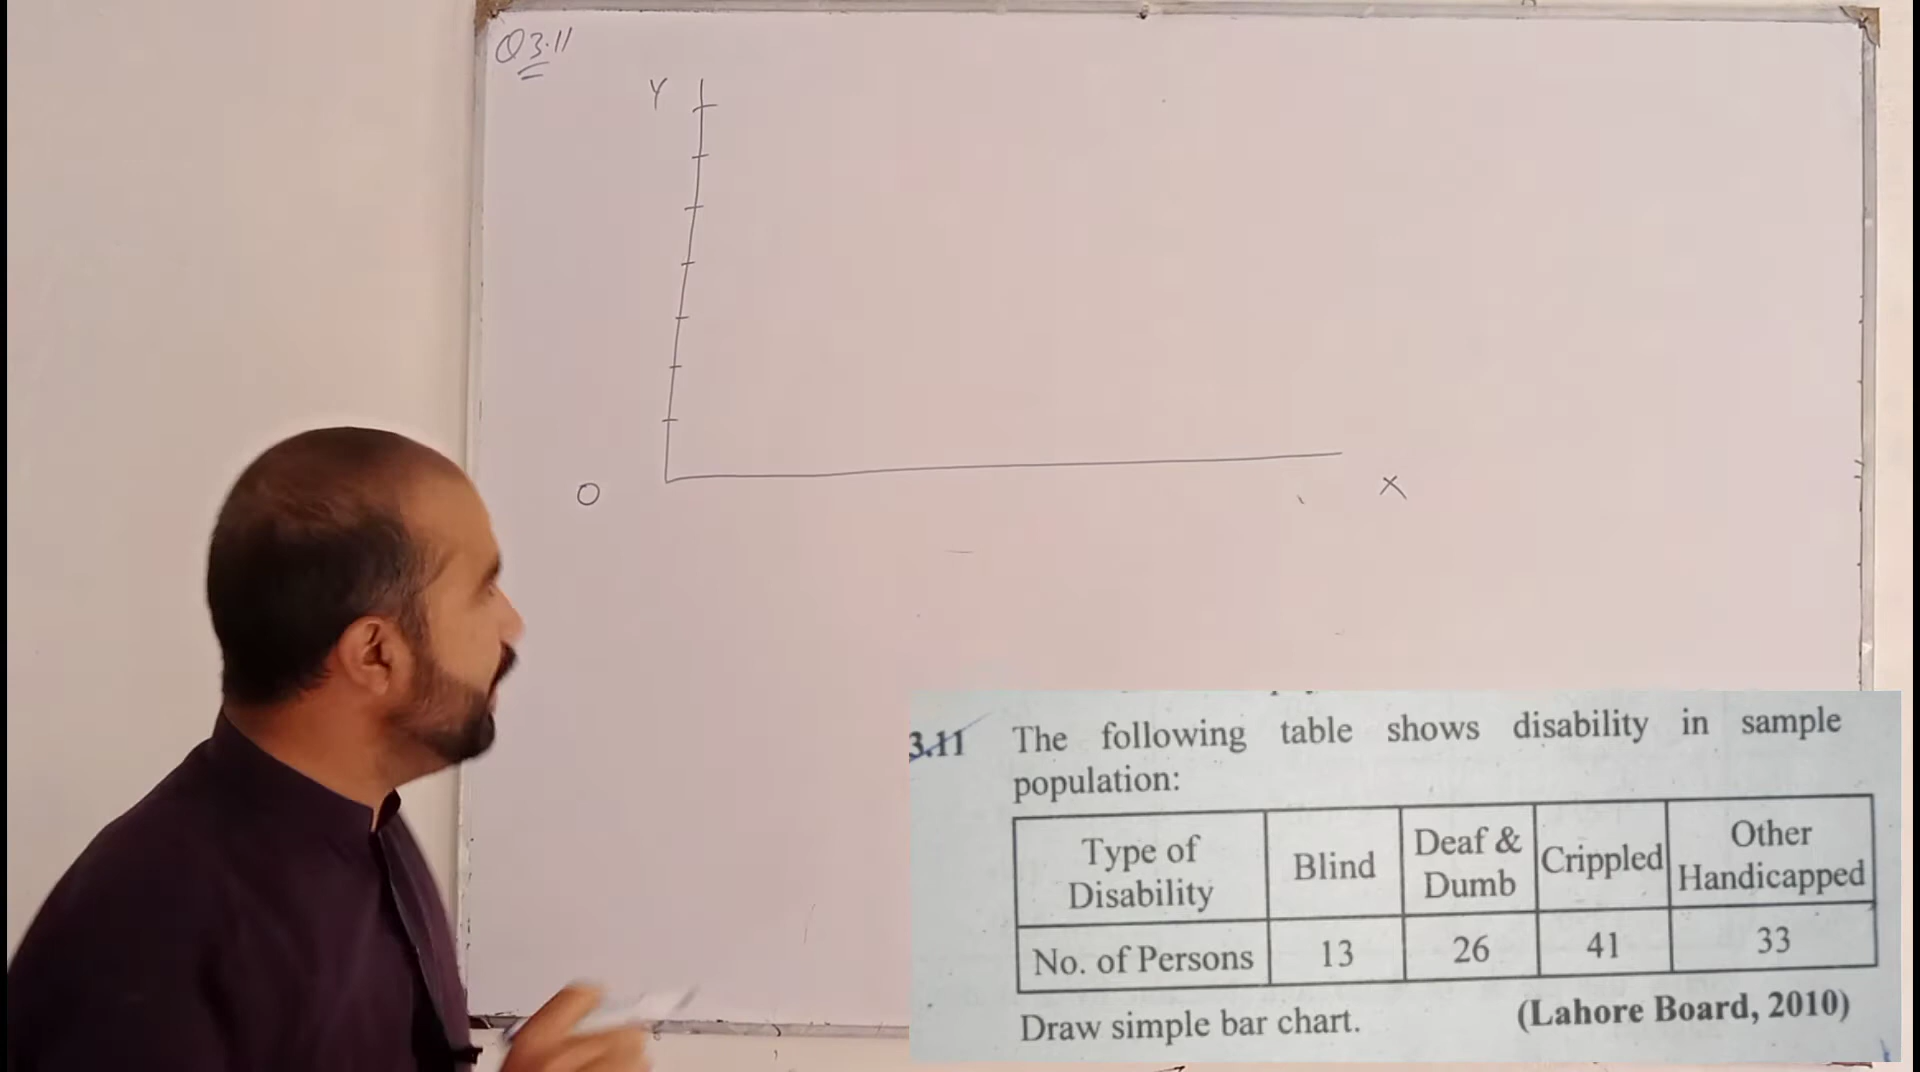 Q3.11
Y
O
X
3.11 The following table shows disability in sample
population:
Type of Disability Blind Deaf & Dumb Crippled Other Handicapped
No. of Persons 13 26 41 33
Draw simple bar chart. (Lahore Board, 2010)